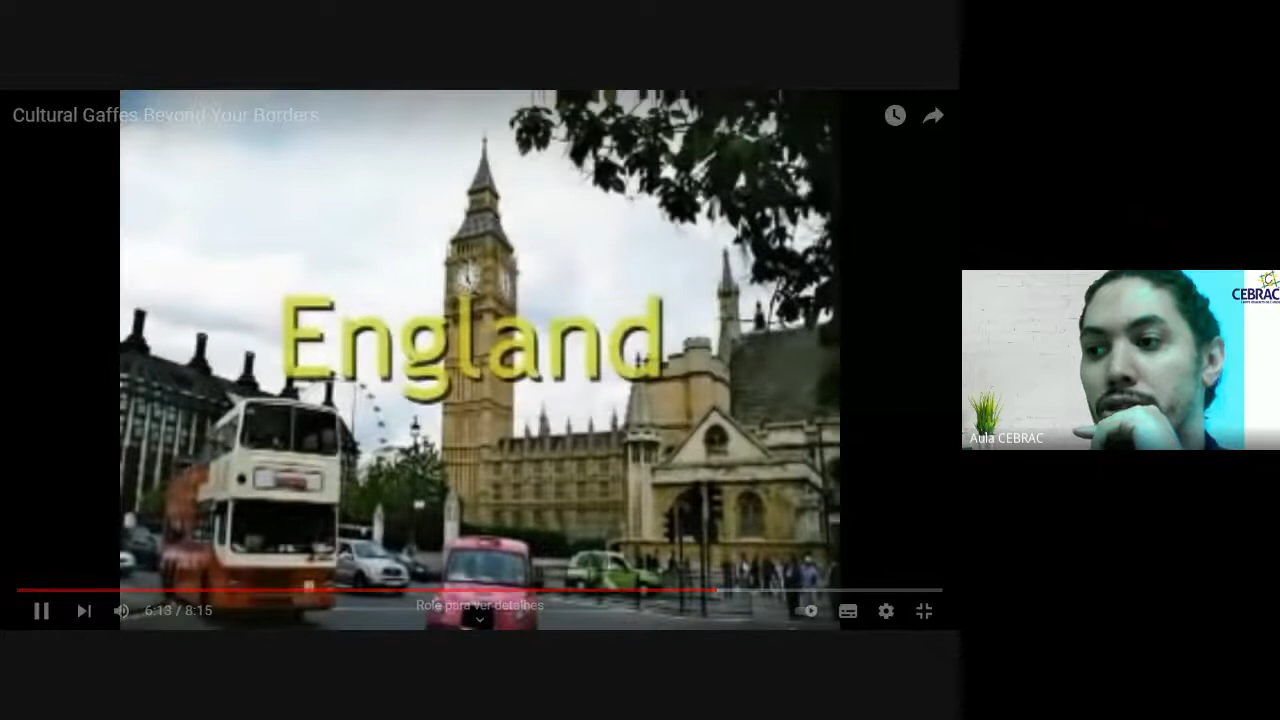 Cultural Gaffes Beyond Your Borders
England
CEBRAC
Aula CEBRAC
Role para ver detalhes
6:13 / 8:15